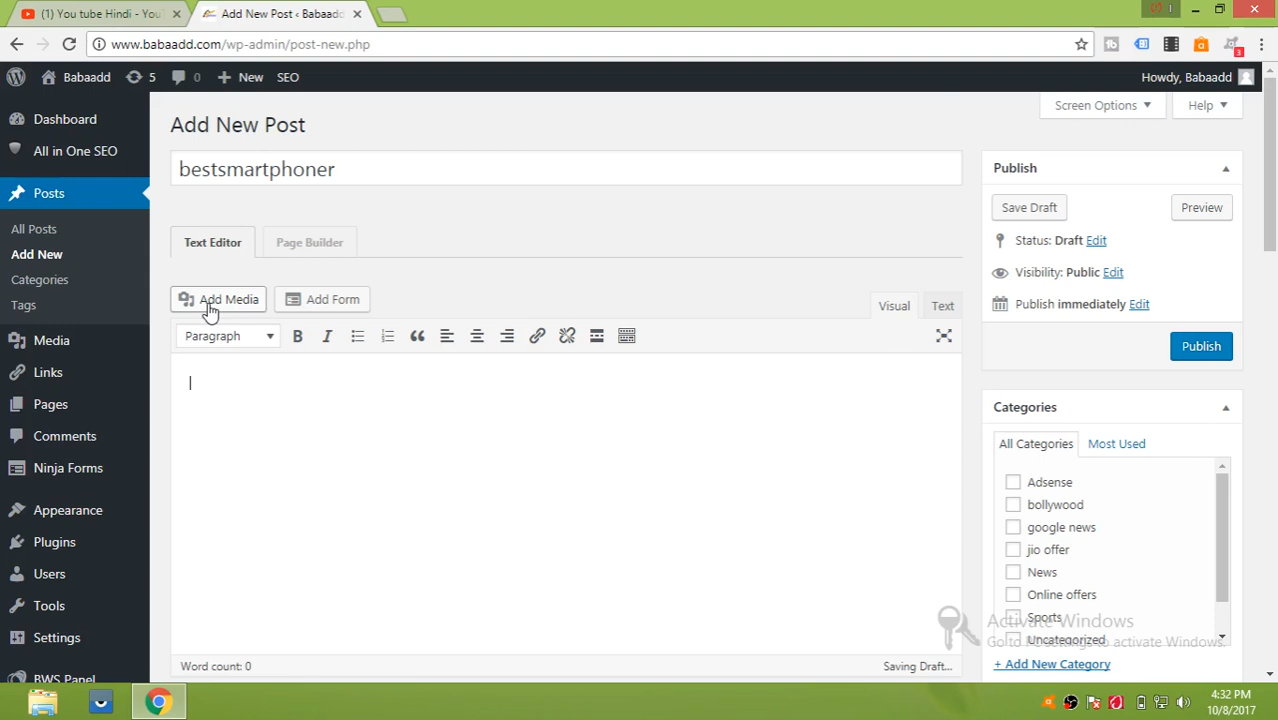 You tube Hindi - You
Add New Post ‹ Babaadd
www.babaadd.com/wp-admin/post-new.php
3
Babaadd
5
0
New
SEO
Howdy, Babaadd
Screen Options
Help
Dashboard
All in One SEO
Posts
All Posts
Add New
Categories
Tags
Media
Links
Pages
Comments
Ninja Forms
Appearance
Plugins
Users
Tools
Settings
BWS Panel
Add New Post
bestsmartphoner
Text Editor
Page Builder
Add Media
Add Form
Visual
Text
Paragraph
B I
Word count: 0
Saving Draft...
Publish
Save Draft
Preview
Status: Draft Edit
Visibility: Public Edit
Publish immediately Edit
Publish
Categories
All Categories
Most Used
Adsense
bollywood
google news
jio offer
News
Online offers
Sports
Uncategorized
+ Add New Category
Activate Windows
Go to PC settings to activate Windows.
4:32 PM
10/8/2017